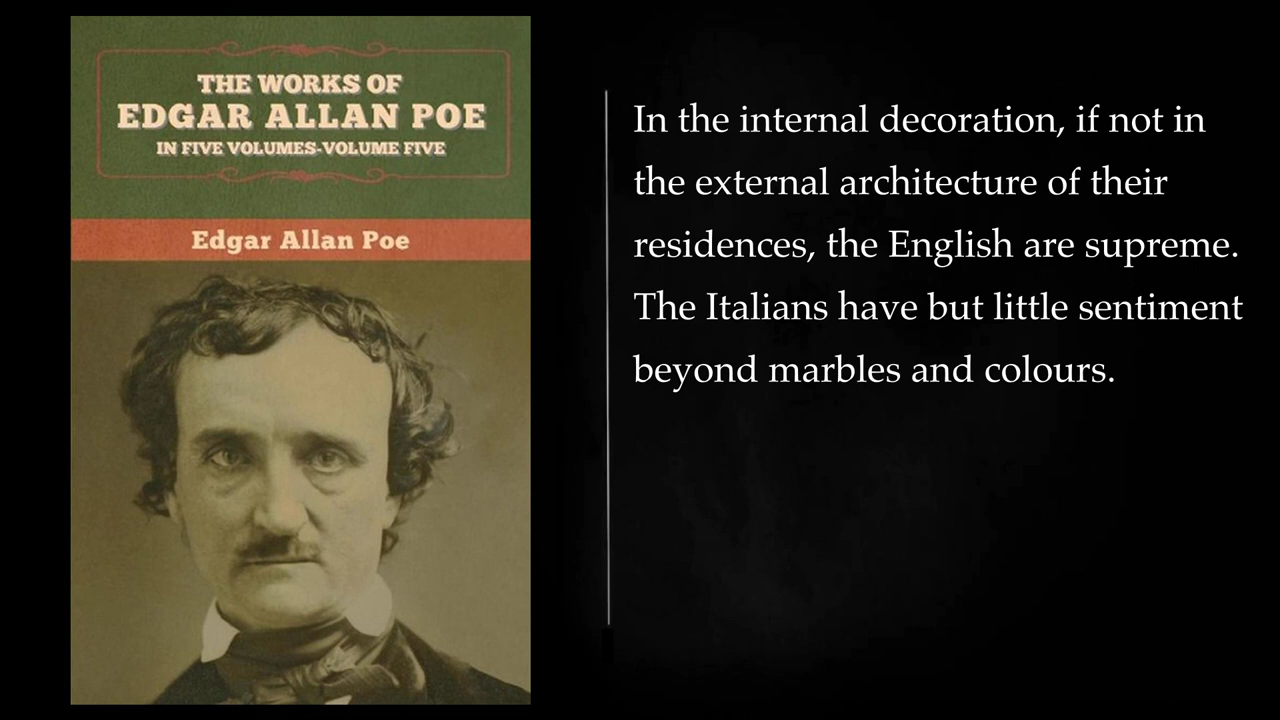 THE WORKS OF
EDGAR ALLAN POE
IN FIVE VOLUMES-VOLUME FIVE
Edgar Allan Poe
In the internal decoration, if not in
the external architecture of their
residences, the English are supreme.
The Italians have but little sentiment
beyond marbles and colours.